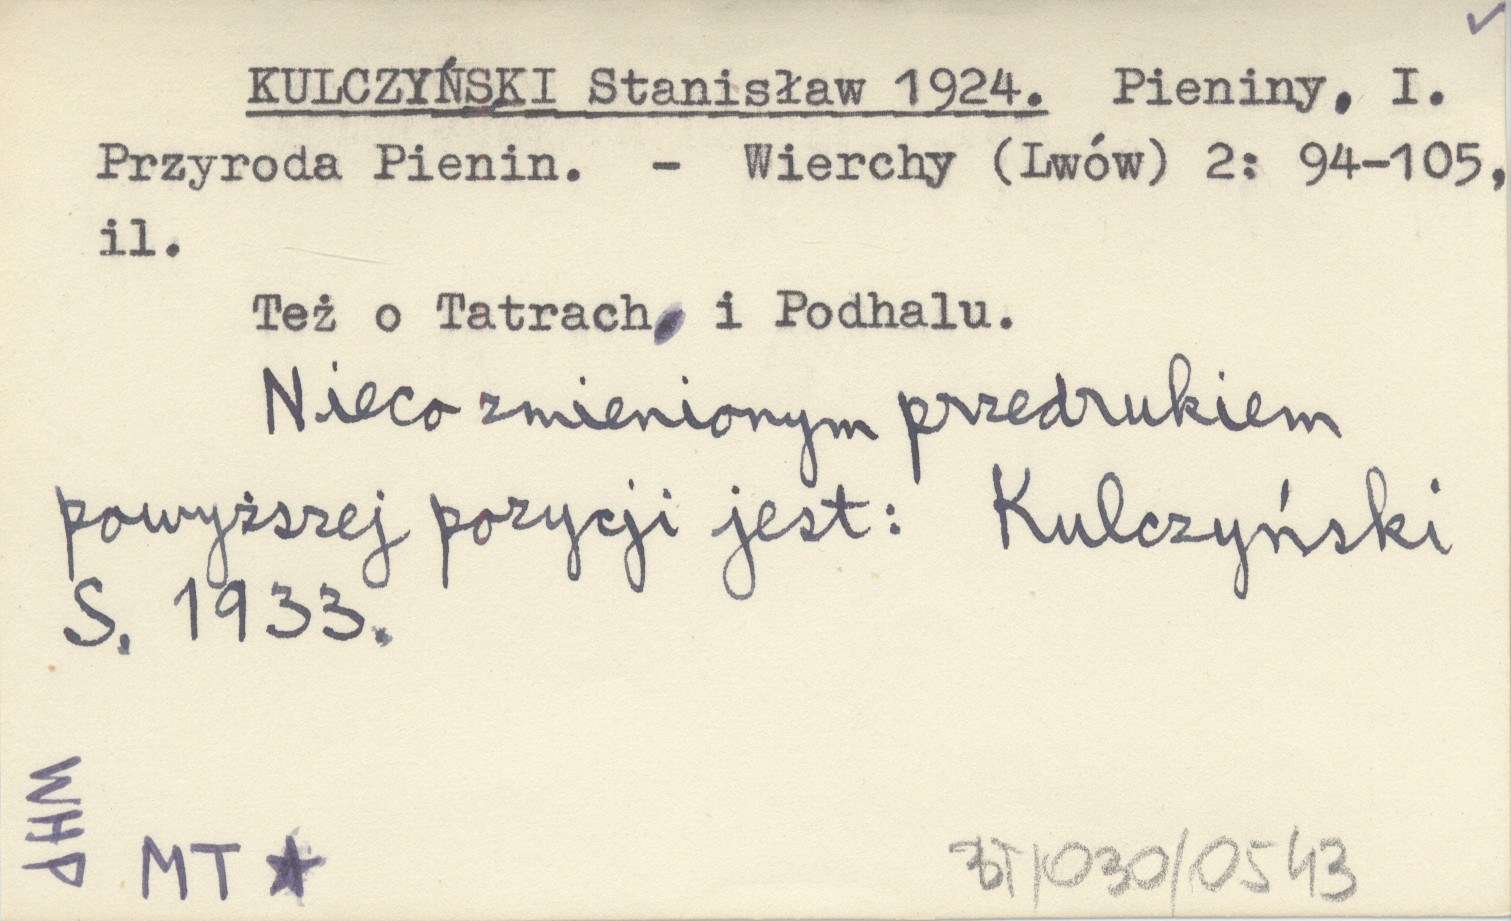 KULCZYŃSKI Stanisław 1924. Pieniny, I.
Przyroda Pienin. - Wierchy (Lwów) 2: 94-105,
il.
Też o Tatrach, i Podhalu.
Nieco zmienionym przedrukiem
powyższej pozycji jest: Kulczyński
S. 1933.
WHP
MT ★
BT/030/0543